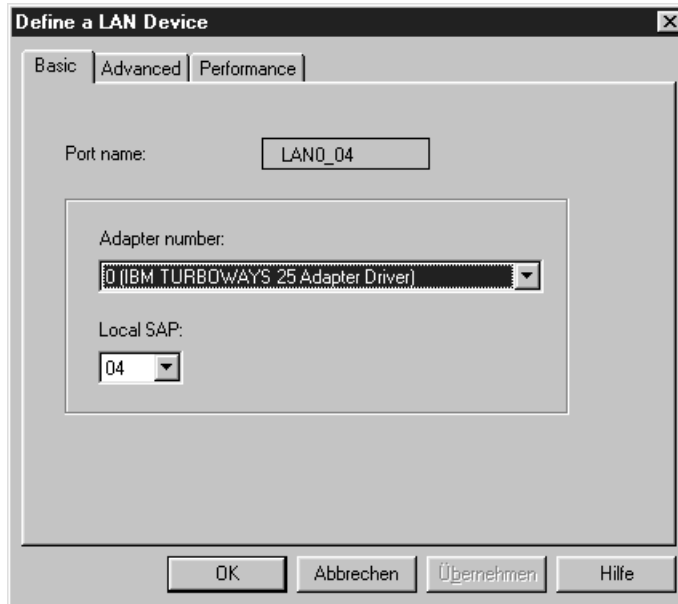 Define a LAN Device
Basic Advanced Performance
Port name: LAN0_04
Adapter number:
0 (IBM TURBOWAYS 25 Adapter Driver)
Local SAP:
04
OK Abbrechen Übernehmen Hilfe